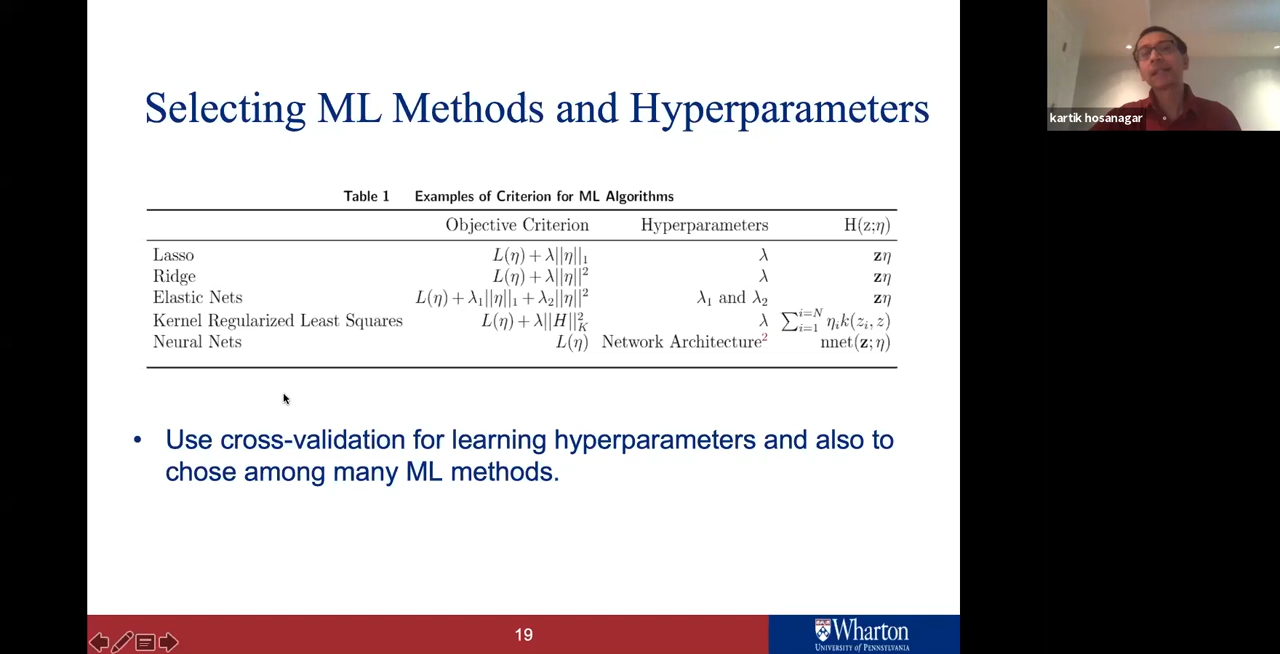 Selecting ML Methods and Hyperparameters
kartik hosanagar
Table 1 Examples of Criterion for ML Algorithms
Objective Criterion Hyperparameters H(z;η)
Lasso L(η) + λ||η||₁ λ zη
Ridge L(η) + λ||η||² λ zη
Elastic Nets L(η) + λ₁||η||₁ + λ₂||η||² λ₁ and λ₂ zη
Kernel Regularized Least Squares L(η) + λ||H||²_K λ ∑_{i=1}^{i=N} η_i k(z_i, z)
Neural Nets L(η) Network Architecture² nnet(z; η)
• Use cross-validation for learning hyperparameters and also to
chose among many ML methods.
19
Wharton
UNIVERSITY of PENNSYLVANIA